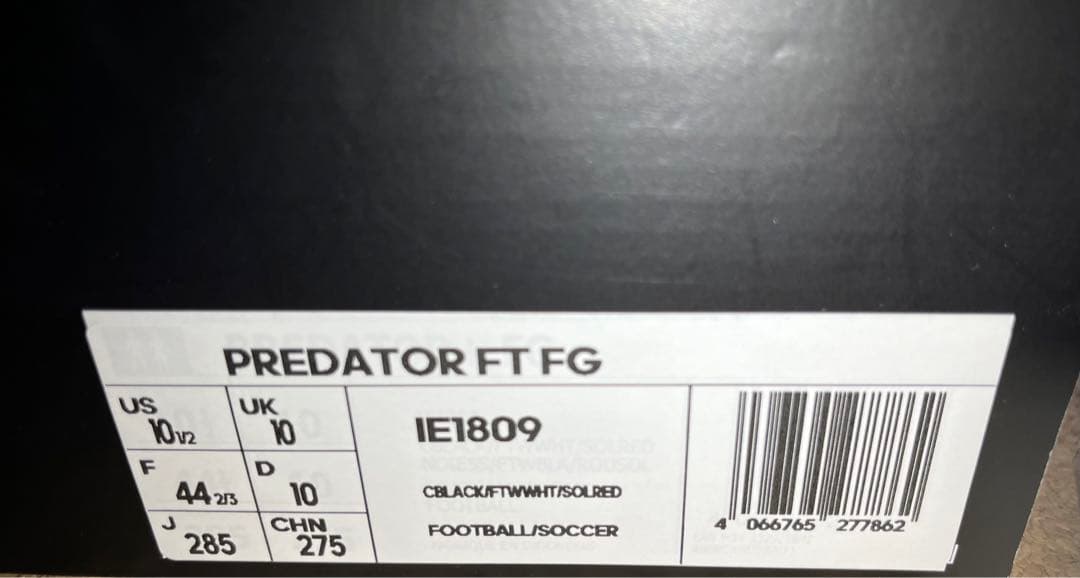 PREDATOR FT FG
US 10 1/2
UK 10
F 44 2/3
D 10
J 285
CHN 275
IE1809
CBLACK/FTWWHT/SOLRED
FOOTBALL/SOCCER
4 066765 277862